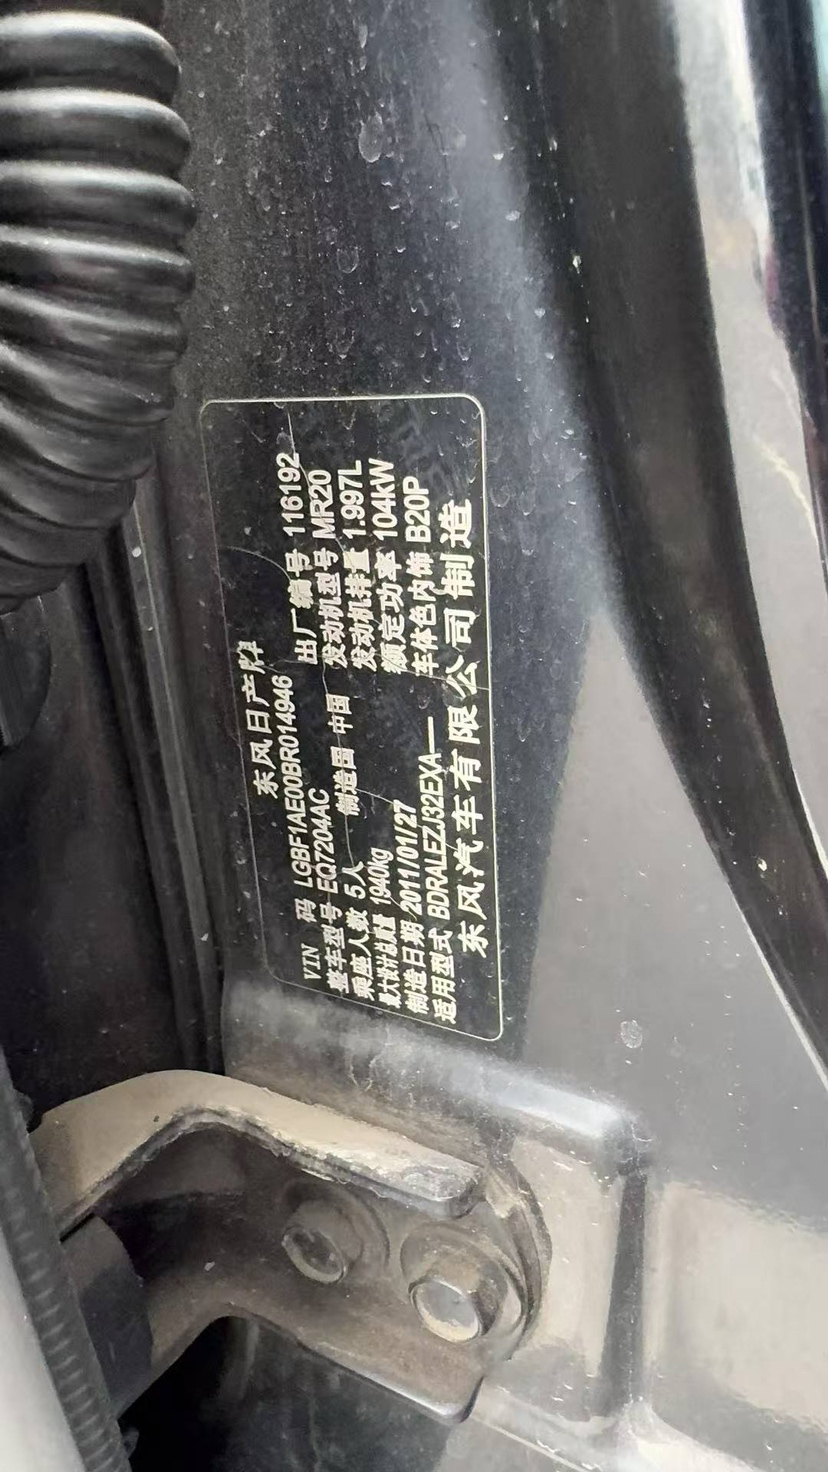 东风日产牌
VIN 码 LGBF1AE00BR014946 出厂编号 116192
整车型号 EQ7204AC 发动机型号 MR20
乘座人数 5人 制造国 中国 发动机排量 1.997L
最大设计总质量 1940kg 额定功率 104kW
制造日期 2011/01/27 车体色内饰 B20P
适用型式 BDRALEZJ32EXA—
东风汽车有限公司制造